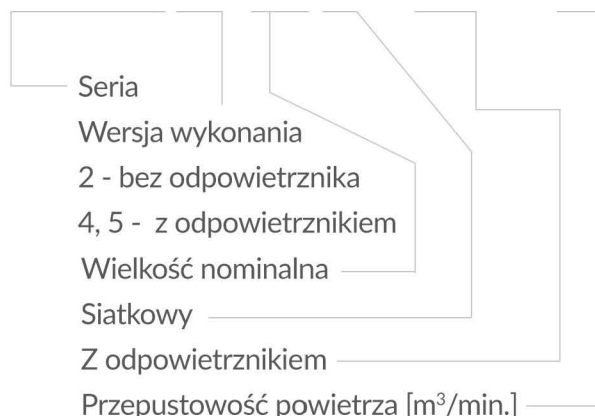 Seria
Wersja wykonania
2 - bez odpowietrznika
4, 5 - z odpowietrznikiem
Wielkość nominalna
Siatkowy
Z odpowietrznikiem
Przepustowość powietrza [m³/min.]